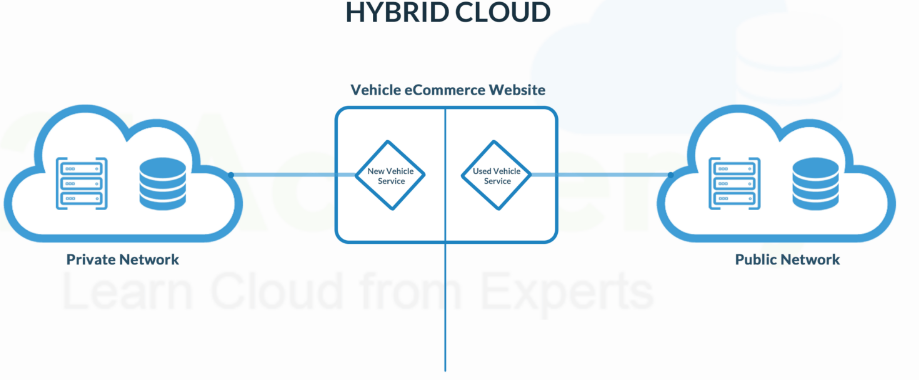 HYBRID CLOUD
Vehicle eCommerce Website
New Vehicle
Service
Used Vehicle
Service
Private Network
Public Network
Learn Cloud from Experts